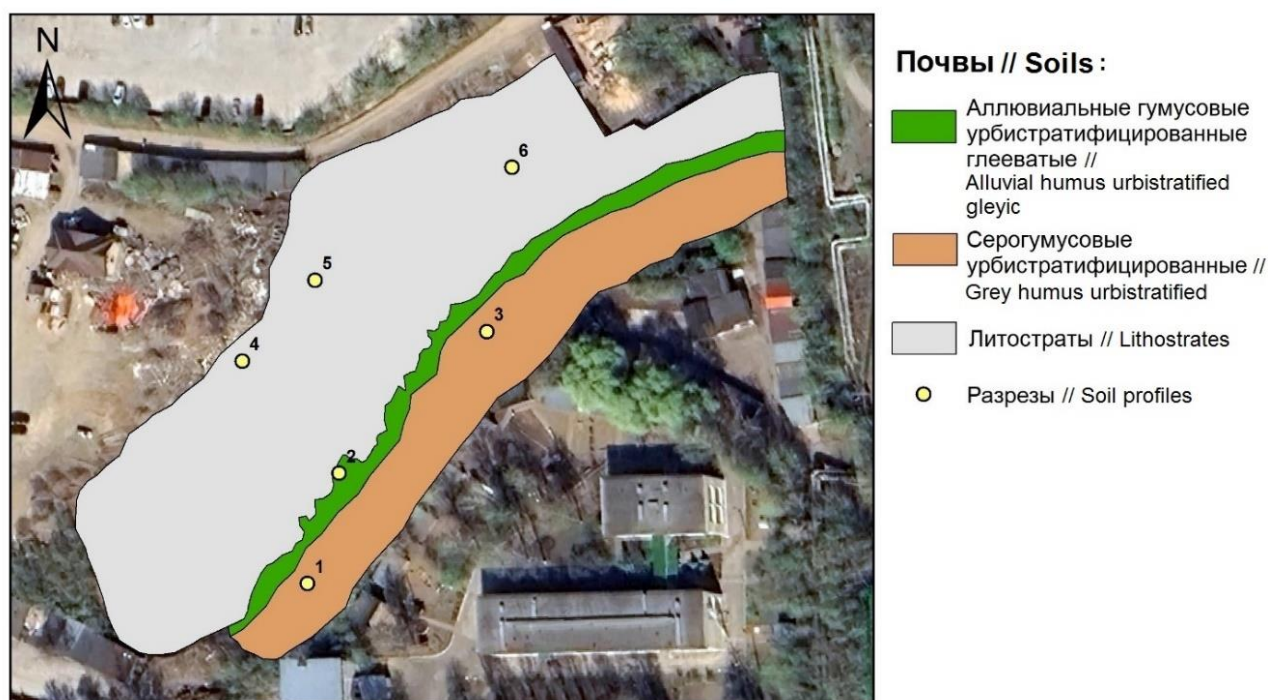 N
6
5
3
4
2
1
Почвы // Soils :
Аллювиальные гумусовые
урбистратифицированные
глееватые //
Alluvial humus urbistratified
gleyic
Серогумусовые
урбистратифицированные //
Grey humus urbistratified
Литостраты // Lithostrates
Разрезы // Soil profiles